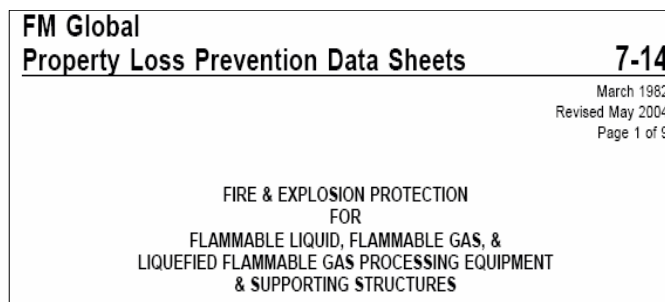 FM Global
Property Loss Prevention Data Sheets 7-14
March 1982
Revised May 2004
Page 1 of 9
FIRE & EXPLOSION PROTECTION
FOR
FLAMMABLE LIQUID, FLAMMABLE GAS, &
LIQUEFIED FLAMMABLE GAS PROCESSING EQUIPMENT
& SUPPORTING STRUCTURES